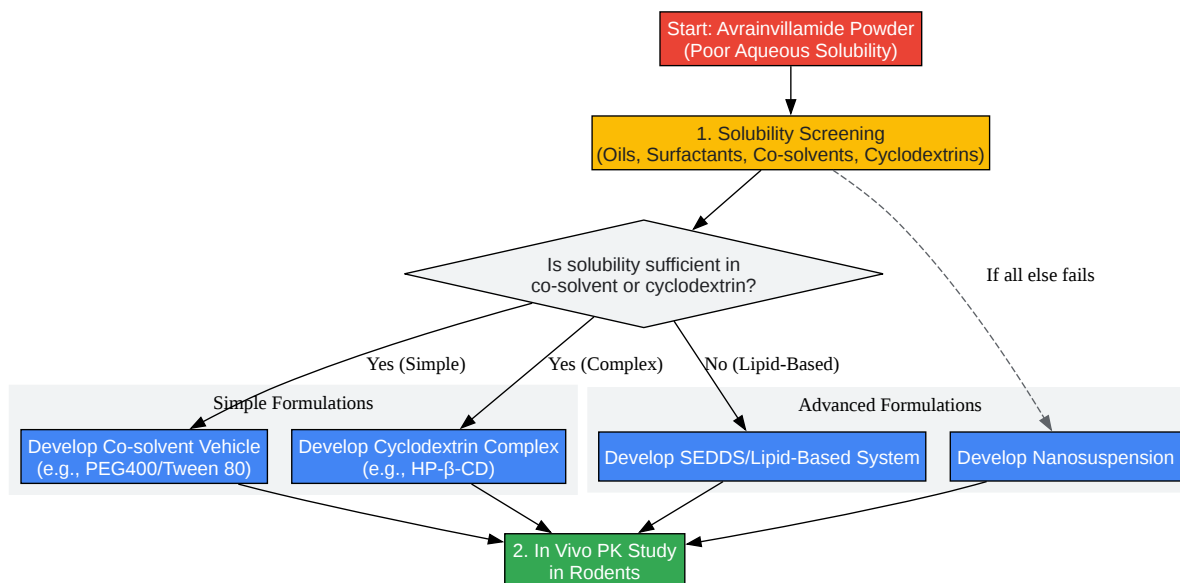 Start: Avrainvillamide Powder
(Poor Aqueous Solubility)
1. Solubility Screening
(Oils, Surfactants, Co-solvents, Cyclodextrins)
Is solubility sufficient in
co-solvent or cyclodextrin?
If all else fails
Yes (Simple)
Yes (Complex)
No (Lipid-Based)
Simple Formulations
Advanced Formulations
Develop Co-solvent Vehicle
(e.g., PEG400/Tween 80)
Develop Cyclodextrin Complex
(e.g., HP-β-CD)
Develop SEDDS/Lipid-Based System
Develop Nanosuspension
2. In Vivo PK Study
in Rodents